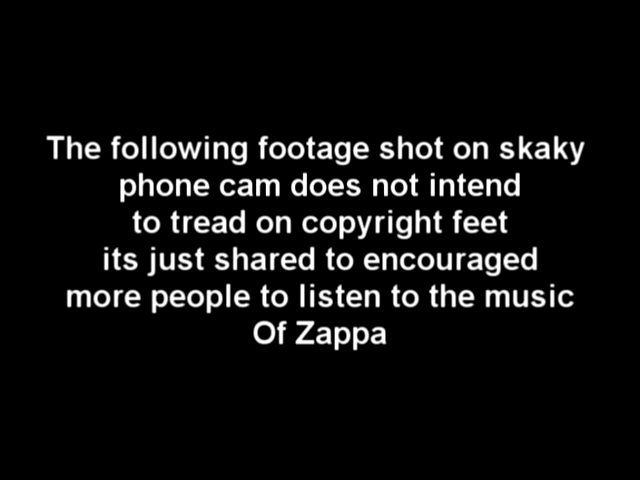 The following footage shot on skaky
phone cam does not intend
to tread on copyright feet
its just shared to encouraged
more people to listen to the music
Of Zappa